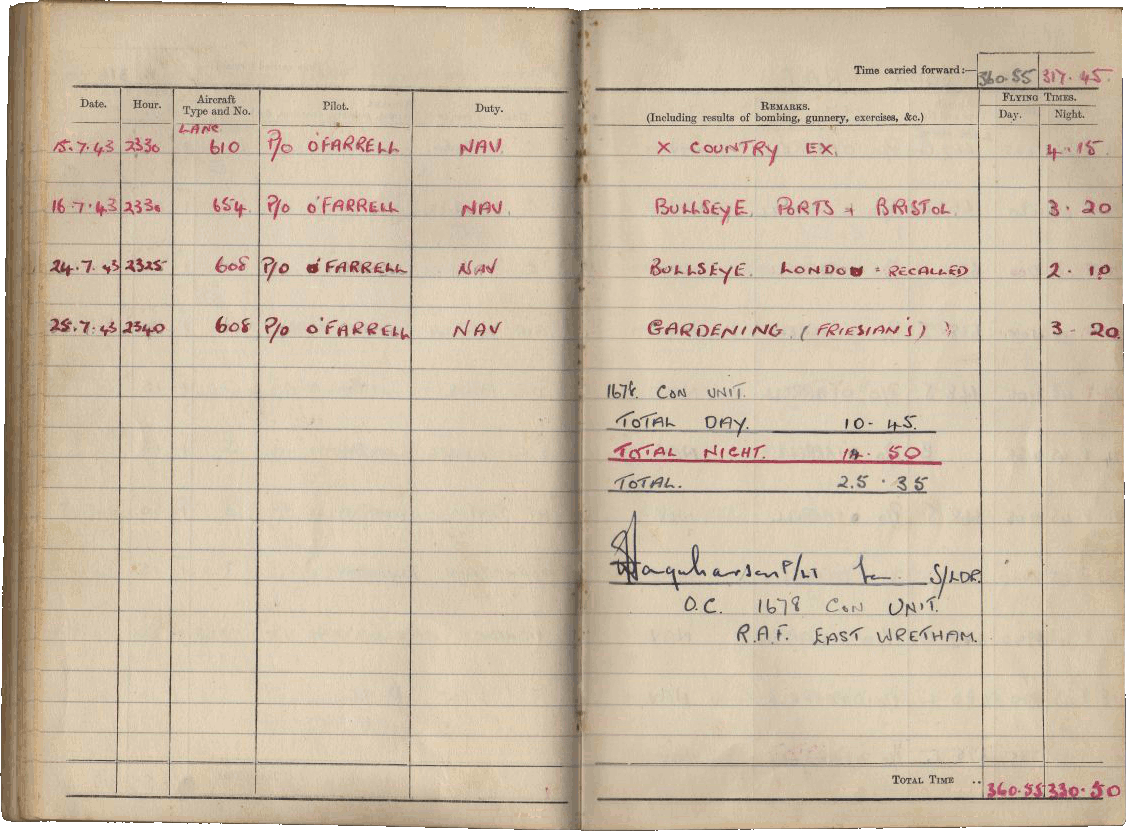 Time carried forward:— 360·55 317·45.
Date. Hour. Aircraft Type and No. Pilot. Duty. REMARKS. (Including results of bombing, gunnery, exercises, &c.) FLYING TIMES. Day. Night.
LANC
15·7·43 2330 610 P/O O'FARRELL NAV. X COUNTRY EX. 4·15
16·7·43 2330 654 P/O O'FARRELL NAV. BULLSEYE. PORTS + BRISTOL. 3·20
24·7·43 2325 608 P/O O'FARRELL NAV BULLSEYE. LONDON · RECALLED 2·10
25·7·43 2340 608 P/O O'FARRELL NAV GARDENING. (FRIESIAN'S) 3·20
1678. CON UNIT.
TOTAL DAY. 10·45.
TOTAL NIGHT. 14·50
TOTAL. 25·35
F/LT for S/LDR.
O.C. 1678 CON UNIT.
R.A.F. EAST WRETHAM.
TOTAL TIME .. 360·55 330·50